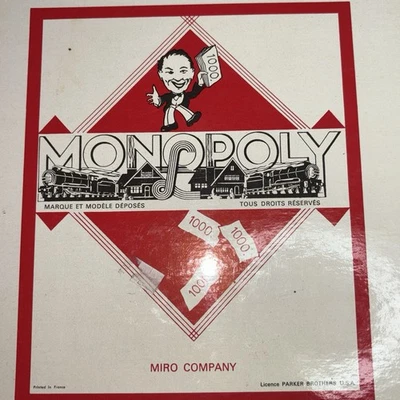 1000.
MONOPOLY
MARQUE ET MODÈLE DÉPOSÉS TOUS DROITS RÉSERVÉS
1000.
1000.
1000
MIRO COMPANY
Printed in France Licence PARKER BROTHERS U.S.A.